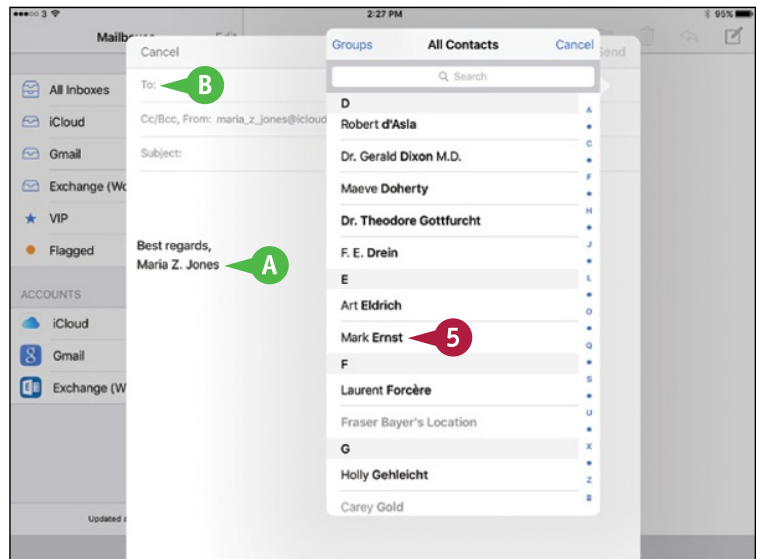 3
2:27 PM
95%
Mailboxes
Cancel
Groups
All Contacts
Cancel
Send
To:
B
Search
All Inboxes
iCloud
Gmail
Exchange (Wo
VIP
Flagged
ACCOUNTS
iCloud
Gmail
Exchange (W
Updated
Cc/Bcc, From: maria_z_jones@icloud
Subject:
Best regards,
Maria Z. Jones
A
D
Robert d'Asla
Dr. Gerald Dixon M.D.
Maeve Doherty
Dr. Theodore Gottfurcht
F. E. Drein
E
Art Eldrich
Mark Ernst
5
F
Laurent Forcère
Fraser Bayer's Location
G
Holly Gehleicht
Carey Gold
A
C
F
H
J
L
O
Q
S
U
X
Z